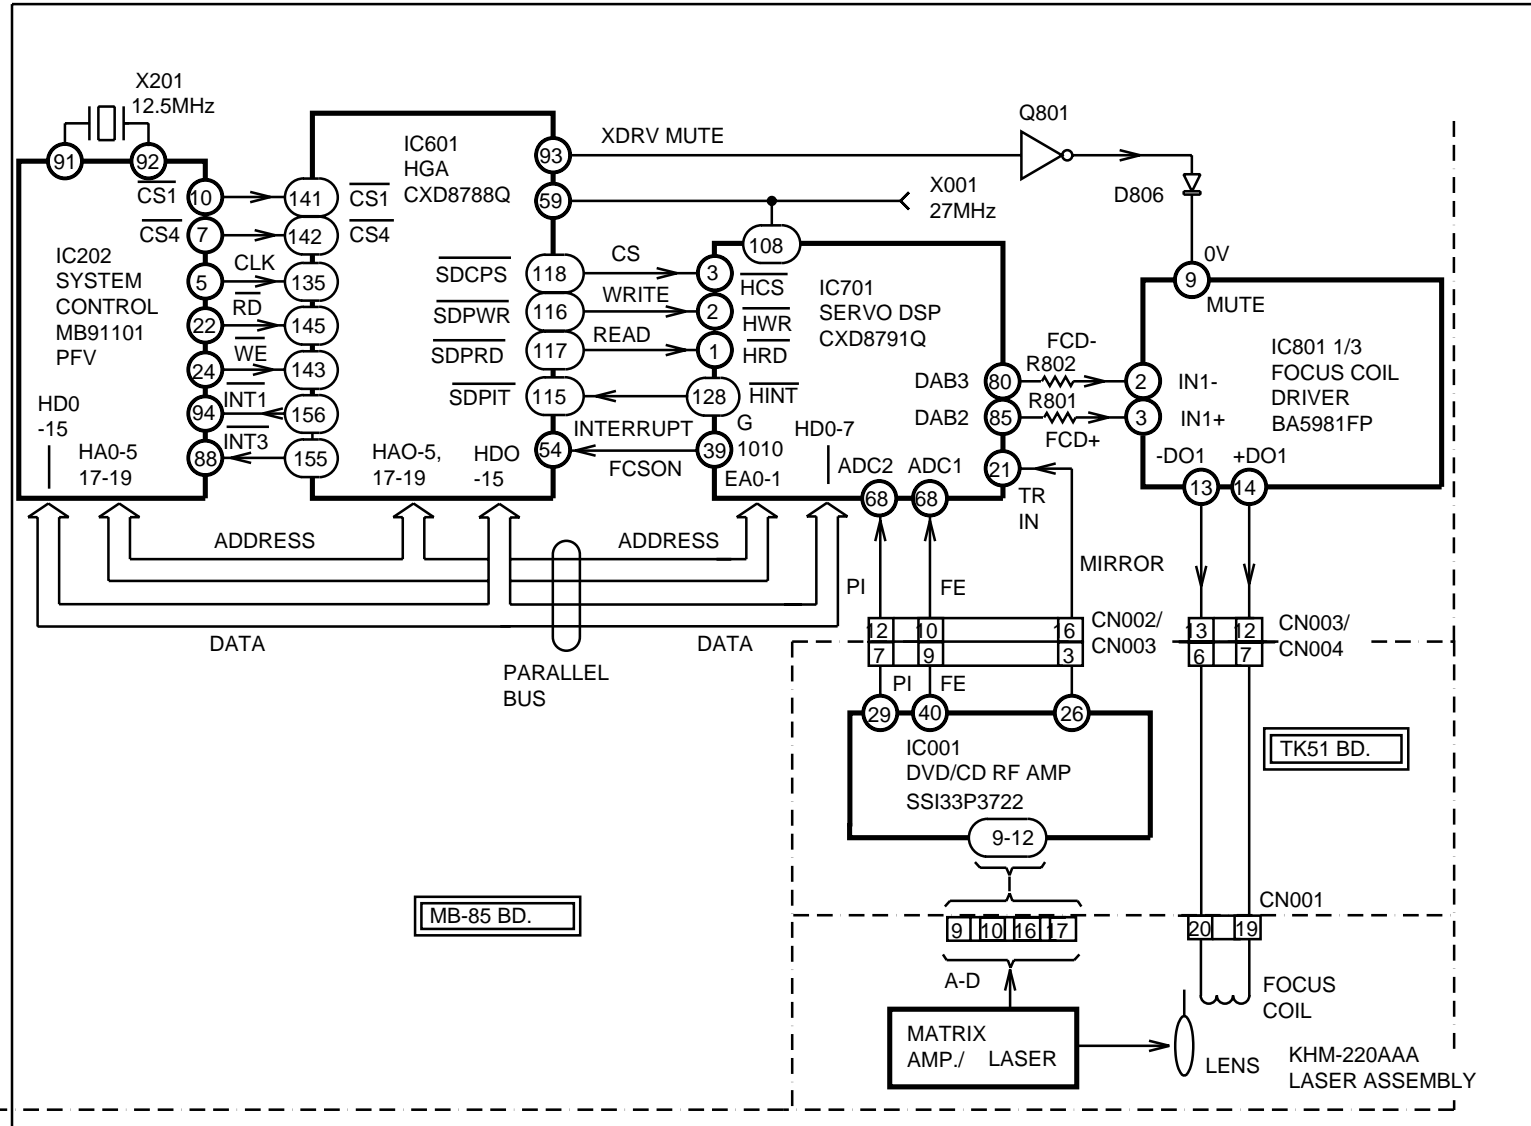 X201
12.5MHz
91
92
IC202
SYSTEM
CONTROL
MB91101
PFV
HD0
-15
HA0-5
17-19
CS1
10
CS4
7
CLK
5
RD
22
WE
24
INT1
94
INT3
88
141
CS1
142
CS4
135
145
143
156
155
IC601
HGA
CXD8788Q
HAO-5,
17-19
HDO
-15
93
XDRV MUTE
59
SDCPS
118
CS
SDPWR
116
WRITE
SDPRD
117
READ
SDPIT
115
54
INTERRUPT
FCSON
Q801
D806
X001
27MHz
108
3
HCS
2
HWR
1
HRD
128
HINT
G
39
1010
EA0-1
HD0-7
IC701
SERVO DSP
CXD8791Q
DAB3
80
DAB2
85
21
TR
IN
ADC2
ADC1
68
68
FCD-
R802
R801
FCD+
0V
9
MUTE
2
IN1-
3
IN1+
IC801 1/3
FOCUS COIL
DRIVER
BA5981FP
-DO1
+DO1
13
14
ADDRESS
ADDRESS
DATA
DATA
PARALLEL
BUS
PI
FE
MIRROR
12
10
16
CN002/
7
9
3
CN003
13
12
CN003/
6
7
CN004
PI
FE
29
40
26
IC001
DVD/CD RF AMP
SSI33P3722
9-12
TK51 BD.
MB-85 BD.
CN001
9
10
16
17
20
19
A-D
FOCUS
COIL
MATRIX
AMP./ LASER
LENS
KHM-220AAA
LASER ASSEMBLY